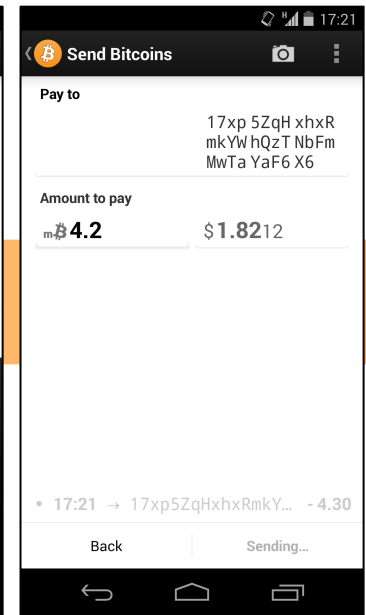 H 17:21
Send Bitcoins
Pay to
17xp 5ZqH xhxR
mkYW hQzT NbFm
MwTa YaF6 X6
Amount to pay
m฿ 4.2 $ 1.8212
• 17:21 → 17xp5ZqHxhxRmkY… - 4.30
Back Sending…